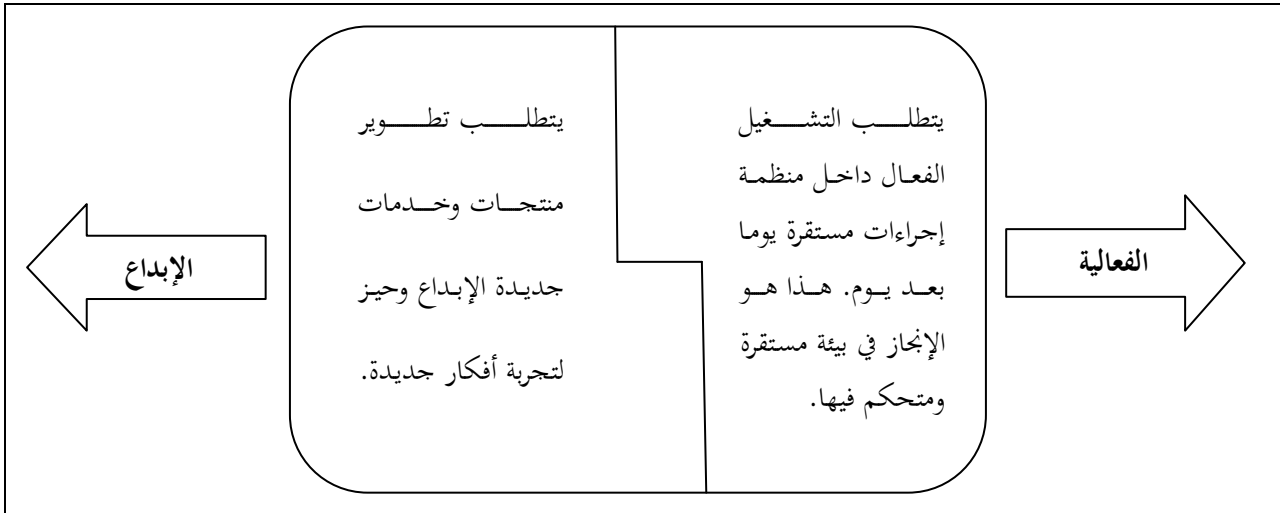 الفعالية
يتطلب التشغيل
الفعال داخل منظمة
إجراءات مستقرة يوما
بعد يوم. هذا هو
الإنجاز في بيئة مستقرة
ومتحكم فيها.
يتطلب تطوير
منتجات وخدمات
جديدة الإبداع وحيز
لتجربة أفكار جديدة.
الإبداع